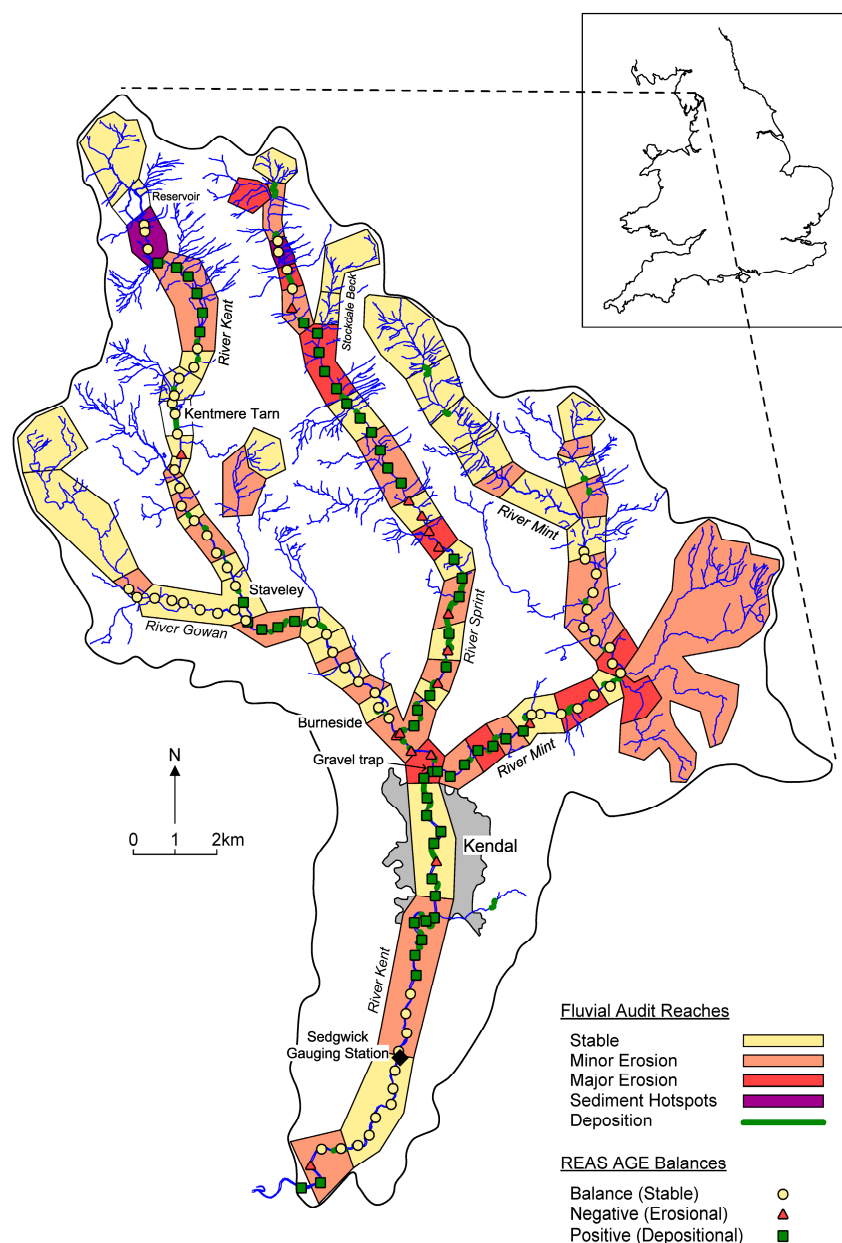 Reservoir
River Kent
Stockdale Beck
Kentmere Tarn
River Mint
Staveley
River Gowan
River Sprint
Burneside
Gravel trap
River Mint
N
0 1 2km
Kendal
River Kent
Sedgwick
Gauging Station
Fluvial Audit Reaches
Stable
Minor Erosion
Major Erosion
Sediment Hotspots
Deposition
REAS AGE Balances
Balance (Stable)
Negative (Erosional)
Positive (Depositional)